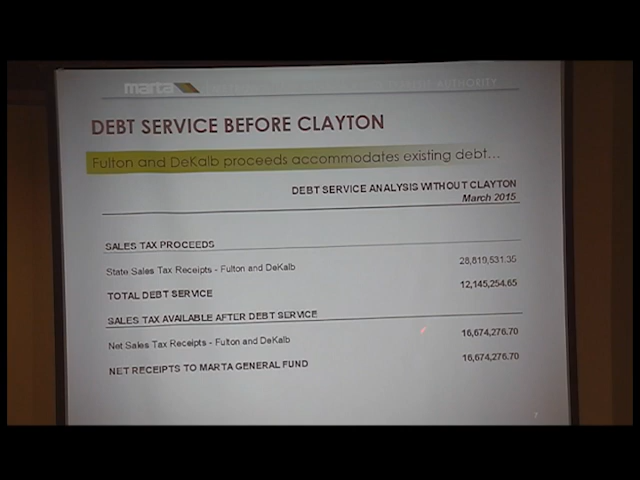 marta TRANSIT AUTHORITY
DEBT SERVICE BEFORE CLAYTON
Fulton and DeKalb proceeds accommodates existing debt...
DEBT SERVICE ANALYSIS WITHOUT CLAYTON
March 2015
SALES TAX PROCEEDS
State Sales Tax Receipts - Fulton and DeKalb 28,819,531.35
TOTAL DEBT SERVICE 12,145,254.65
SALES TAX AVAILABLE AFTER DEBT SERVICE
Net Sales Tax Receipts - Fulton and DeKalb 16,674,276.70
NET RECEIPTS TO MARTA GENERAL FUND 16,674,276.70